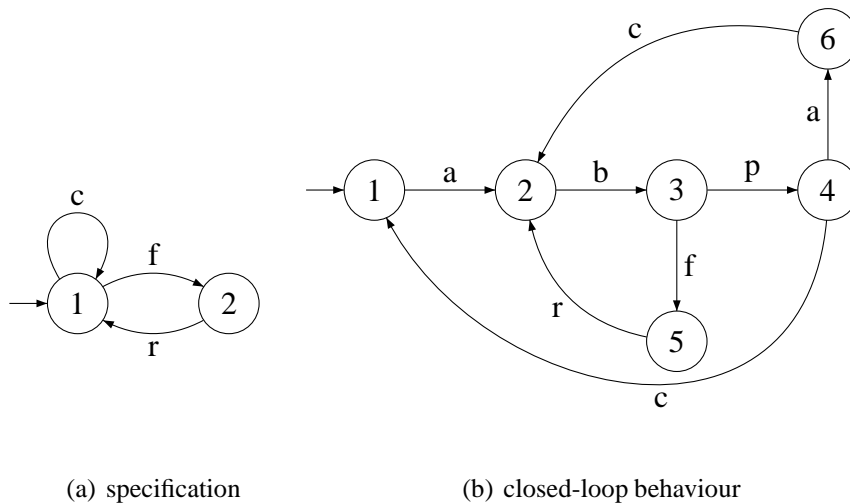 c
f
1
2
r
c
6
a
1
a
2
b
3
p
4
f
r
5
c
(a) specification
(b) closed-loop behaviour